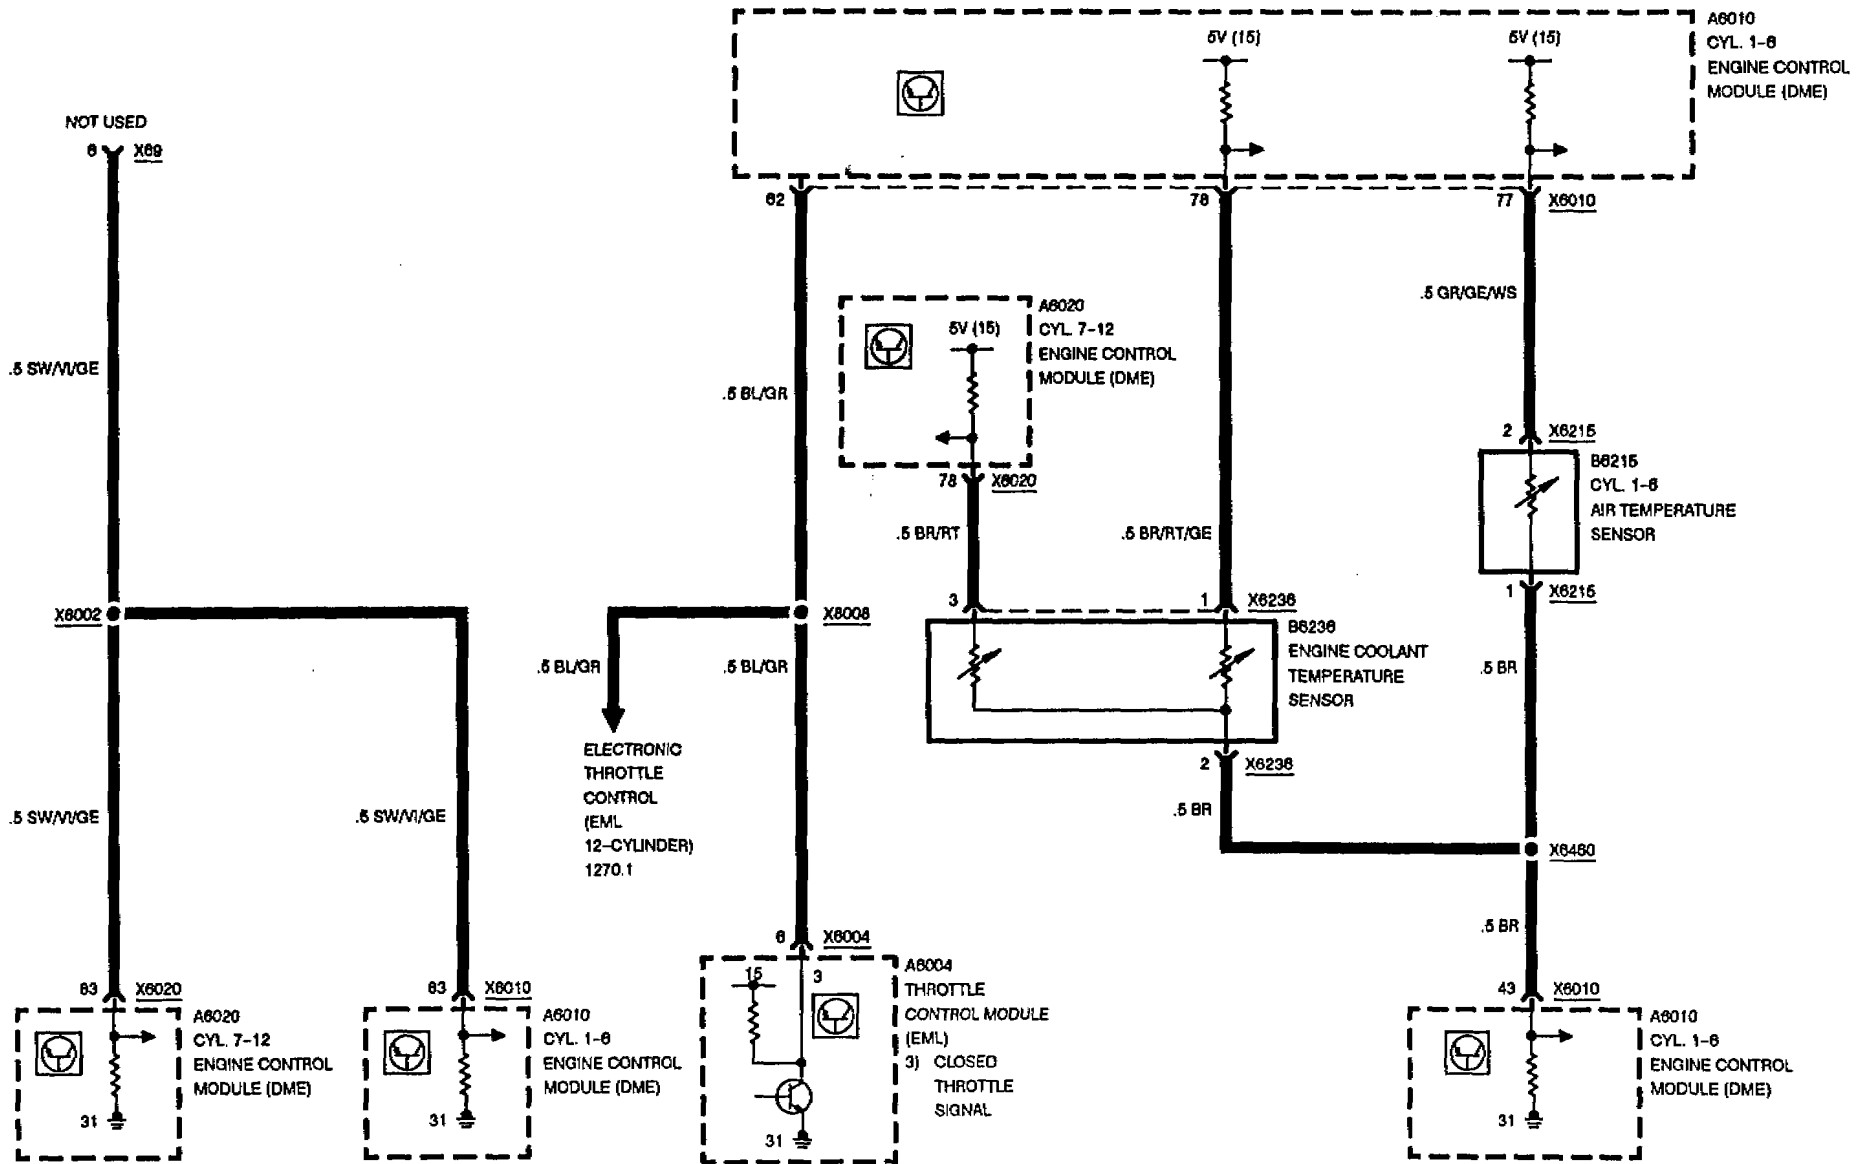 A6010
CYL. 1-6
ENGINE CONTROL
MODULE (DME)
5V (15)
5V (15)
NOT USED
6
X69
62
78
77
X6010
.5 GR/GE/WS
A6020
CYL. 7-12
ENGINE CONTROL
MODULE (DME)
5V (15)
.5 SW/VI/GE
.5 BL/GR
2
X6215
B6215
CYL. 1-6
AIR TEMPERATURE
SENSOR
78
X6020
.5 BR/RT
.5 BR/RT/GE
1
X6215
3
1
X6236
X6002
X6008
B6236
ENGINE COOLANT
TEMPERATURE
SENSOR
.5 BL/GR
.5 BL/GR
.5 BR
ELECTRONIC
THROTTLE
CONTROL
(EML
12-CYLINDER)
1270.1
2
X6236
.5 BR
.5 SW/VI/GE
.5 SW/VI/GE
X6460
.5 BR
6
X6004
A6004
THROTTLE
CONTROL MODULE
(EML)
3) CLOSED
THROTTLE
SIGNAL
15
3
31
63
X6020
A6020
CYL. 7-12
ENGINE CONTROL
MODULE (DME)
31
63
X6010
A6010
CYL. 1-6
ENGINE CONTROL
MODULE (DME)
31
43
X6010
A6010
CYL. 1-6
ENGINE CONTROL
MODULE (DME)
31